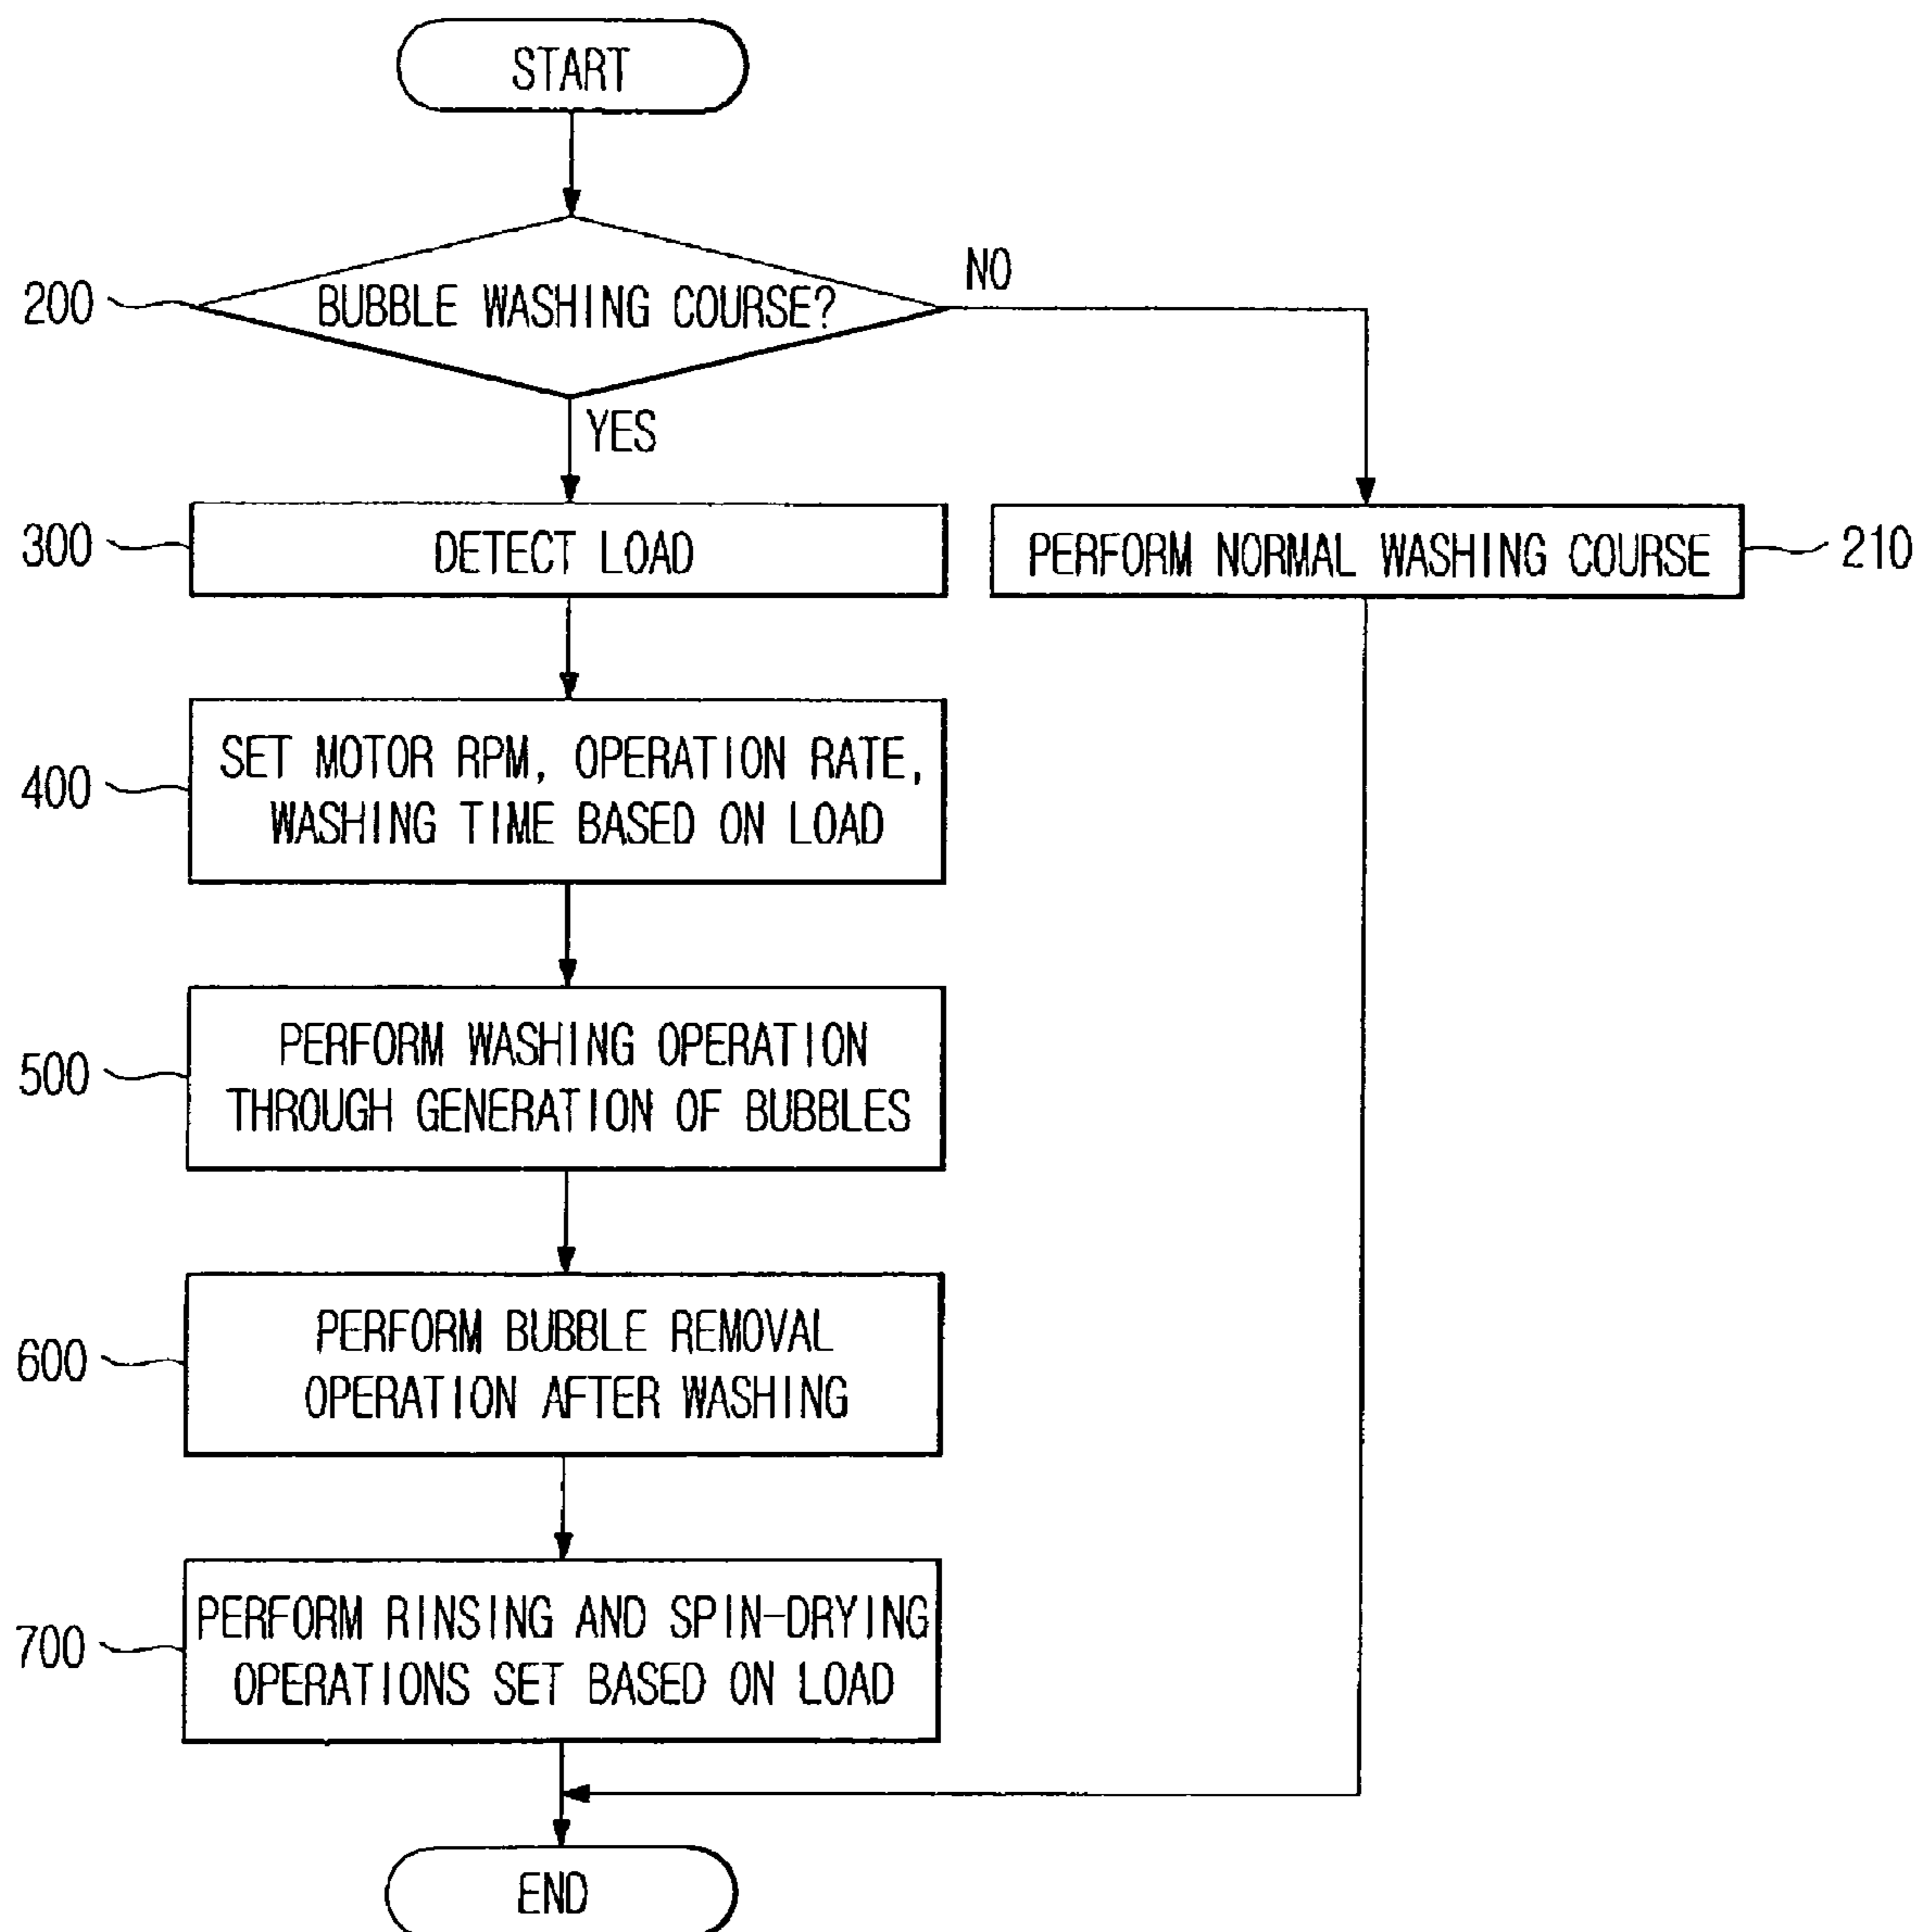 START
200
BUBBLE WASHING COURSE?
NO
YES
300
DETECT LOAD
PERFORM NORMAL WASHING COURSE
210
400
SET MOTOR RPM, OPERATION RATE,
WASHING TIME BASED ON LOAD
500
PERFORM WASHING OPERATION
THROUGH GENERATION OF BUBBLES
600
PERFORM BUBBLE REMOVAL
OPERATION AFTER WASHING
700
PERFORM RINSING AND SPIN-DRYING
OPERATIONS SET BASED ON LOAD
END